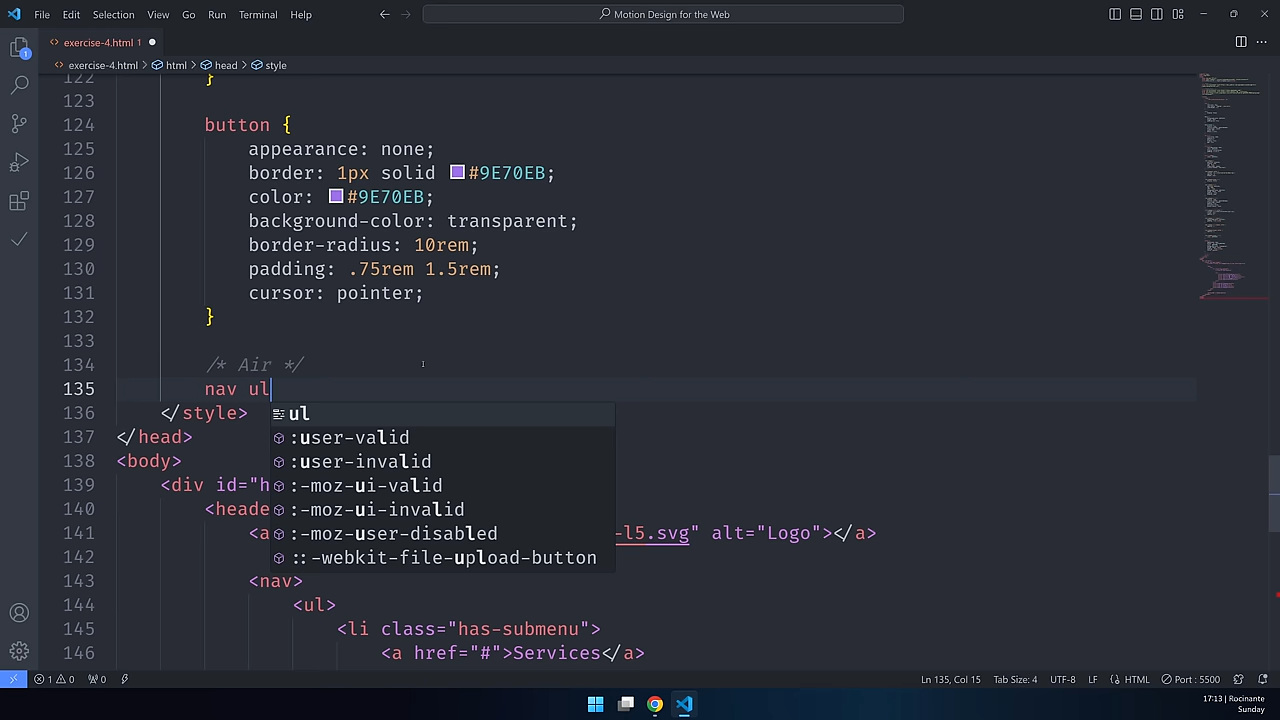 File Edit Selection View Go Run Terminal Help Motion Design for the Web
exercise-4.html 1
exercise-4.html html head style
122 }
123
124 button {
125 appearance: none;
126 border: 1px solid #9E70EB;
127 color: #9E70EB;
128 background-color: transparent;
129 border-radius: 10rem;
130 padding: .75rem 1.5rem;
131 cursor: pointer;
132 }
133
134 /* Air */
135 nav ul
136 </style> ul
137 </head> :user-valid
138 <body> :user-invalid
139 <div id="h :-moz-ui-valid
140 <heade :-moz-ui-invalid
141 <a :-moz-user-disabled -l5.svg" alt="Logo"></a>
142 ::-webkit-file-upload-button
143 <nav>
144 <ul>
145 <li class="has-submenu">
146 <a href="#">Services</a>
1 0 0 Ln 135, Col 15 Tab Size: 4 UTF-8 LF HTML Port : 5500
17:13 | Rocinante
Sunday